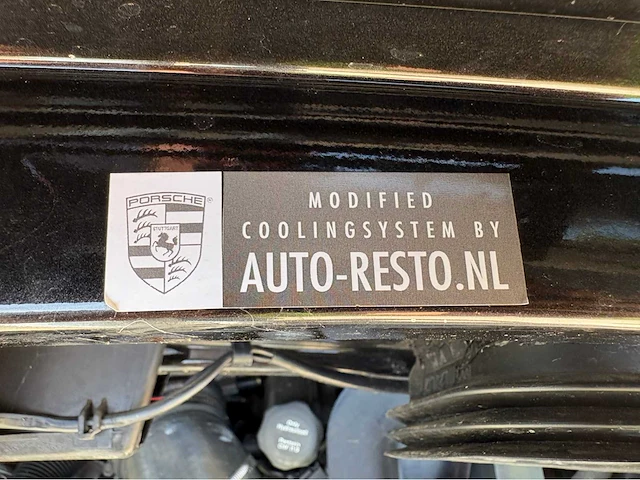 PORSCHE
STUTTGART
MODIFIED
COOLINGSYSTEM BY
AUTO-RESTO.NL